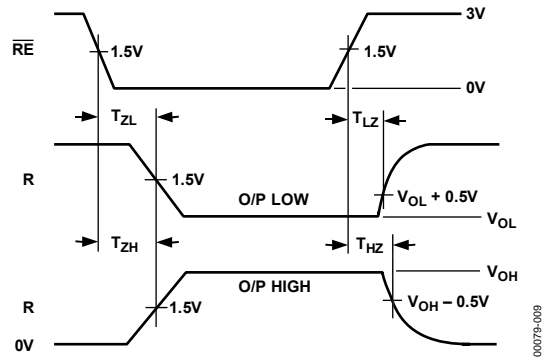 3V
RE
1.5V
1.5V
0V
TZL
TLZ
R
1.5V
O/P LOW
VOL + 0.5V
VOL
TZH
THZ
VOH
O/P HIGH
R
1.5V
VOH – 0.5V
0V
00079-009